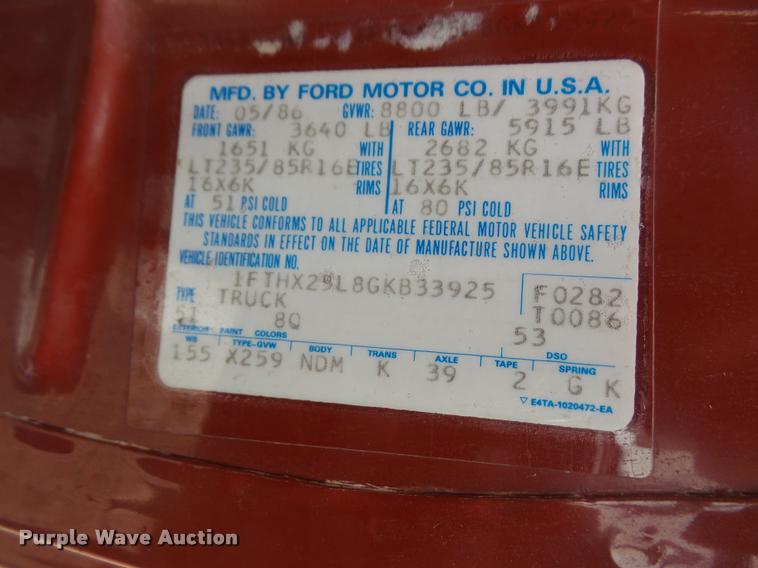 MFD. BY FORD MOTOR CO. IN U.S.A.
DATE: 05/86 GVWR: 8800 LB/ 3991KG
FRONT GAWR: 3640 LB REAR GAWR: 5915 LB
1651 KG WITH 2682 KG WITH
LT235/85R16E TIRES LT235/85R16E TIRES
16X6K RIMS 16X6K RIMS
AT 51 PSI COLD AT 80 PSI COLD
THIS VEHICLE CONFORMS TO ALL APPLICABLE FEDERAL MOTOR VEHICLE SAFETY
STANDARDS IN EFFECT ON THE DATE OF MANUFACTURE SHOWN ABOVE.
VEHICLE IDENTIFICATION NO.
1FTHX29L8GKB33925 F0282
TYPE TRUCK T0086
51 8Q 53
EXTERIOR PAINT COLORS DSO
WB TYPE-GVW BODY TRANS AXLE TAPE SPRING
155 X259 NDM K 39 2 G K
▽ E4TA-1020472-EA
Purple Wave Auction